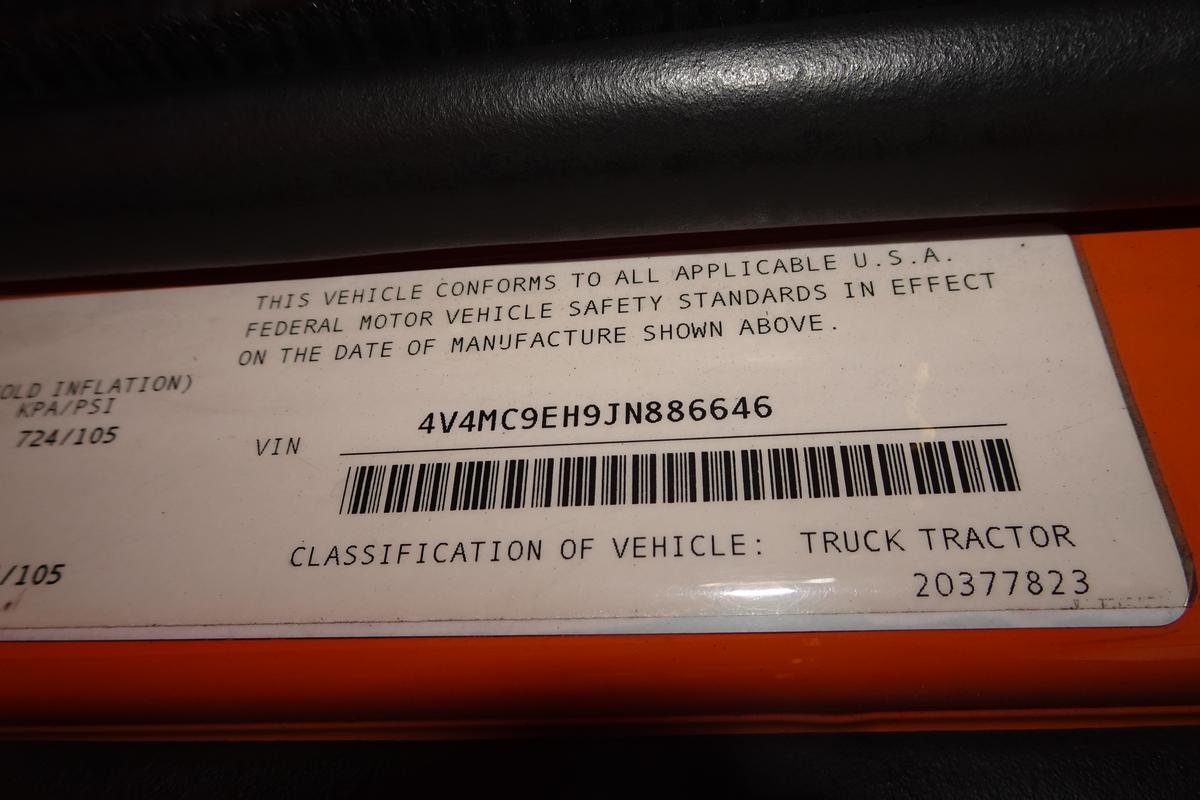 THIS VEHICLE CONFORMS TO ALL APPLICABLE U.S.A.
FEDERAL MOTOR VEHICLE SAFETY STANDARDS IN EFFECT
ON THE DATE OF MANUFACTURE SHOWN ABOVE.
OLD INFLATION)
KPA/PSI
724/105
VIN 4V4MC9EH9JN886646
/105
CLASSIFICATION OF VEHICLE: TRUCK TRACTOR
20377823